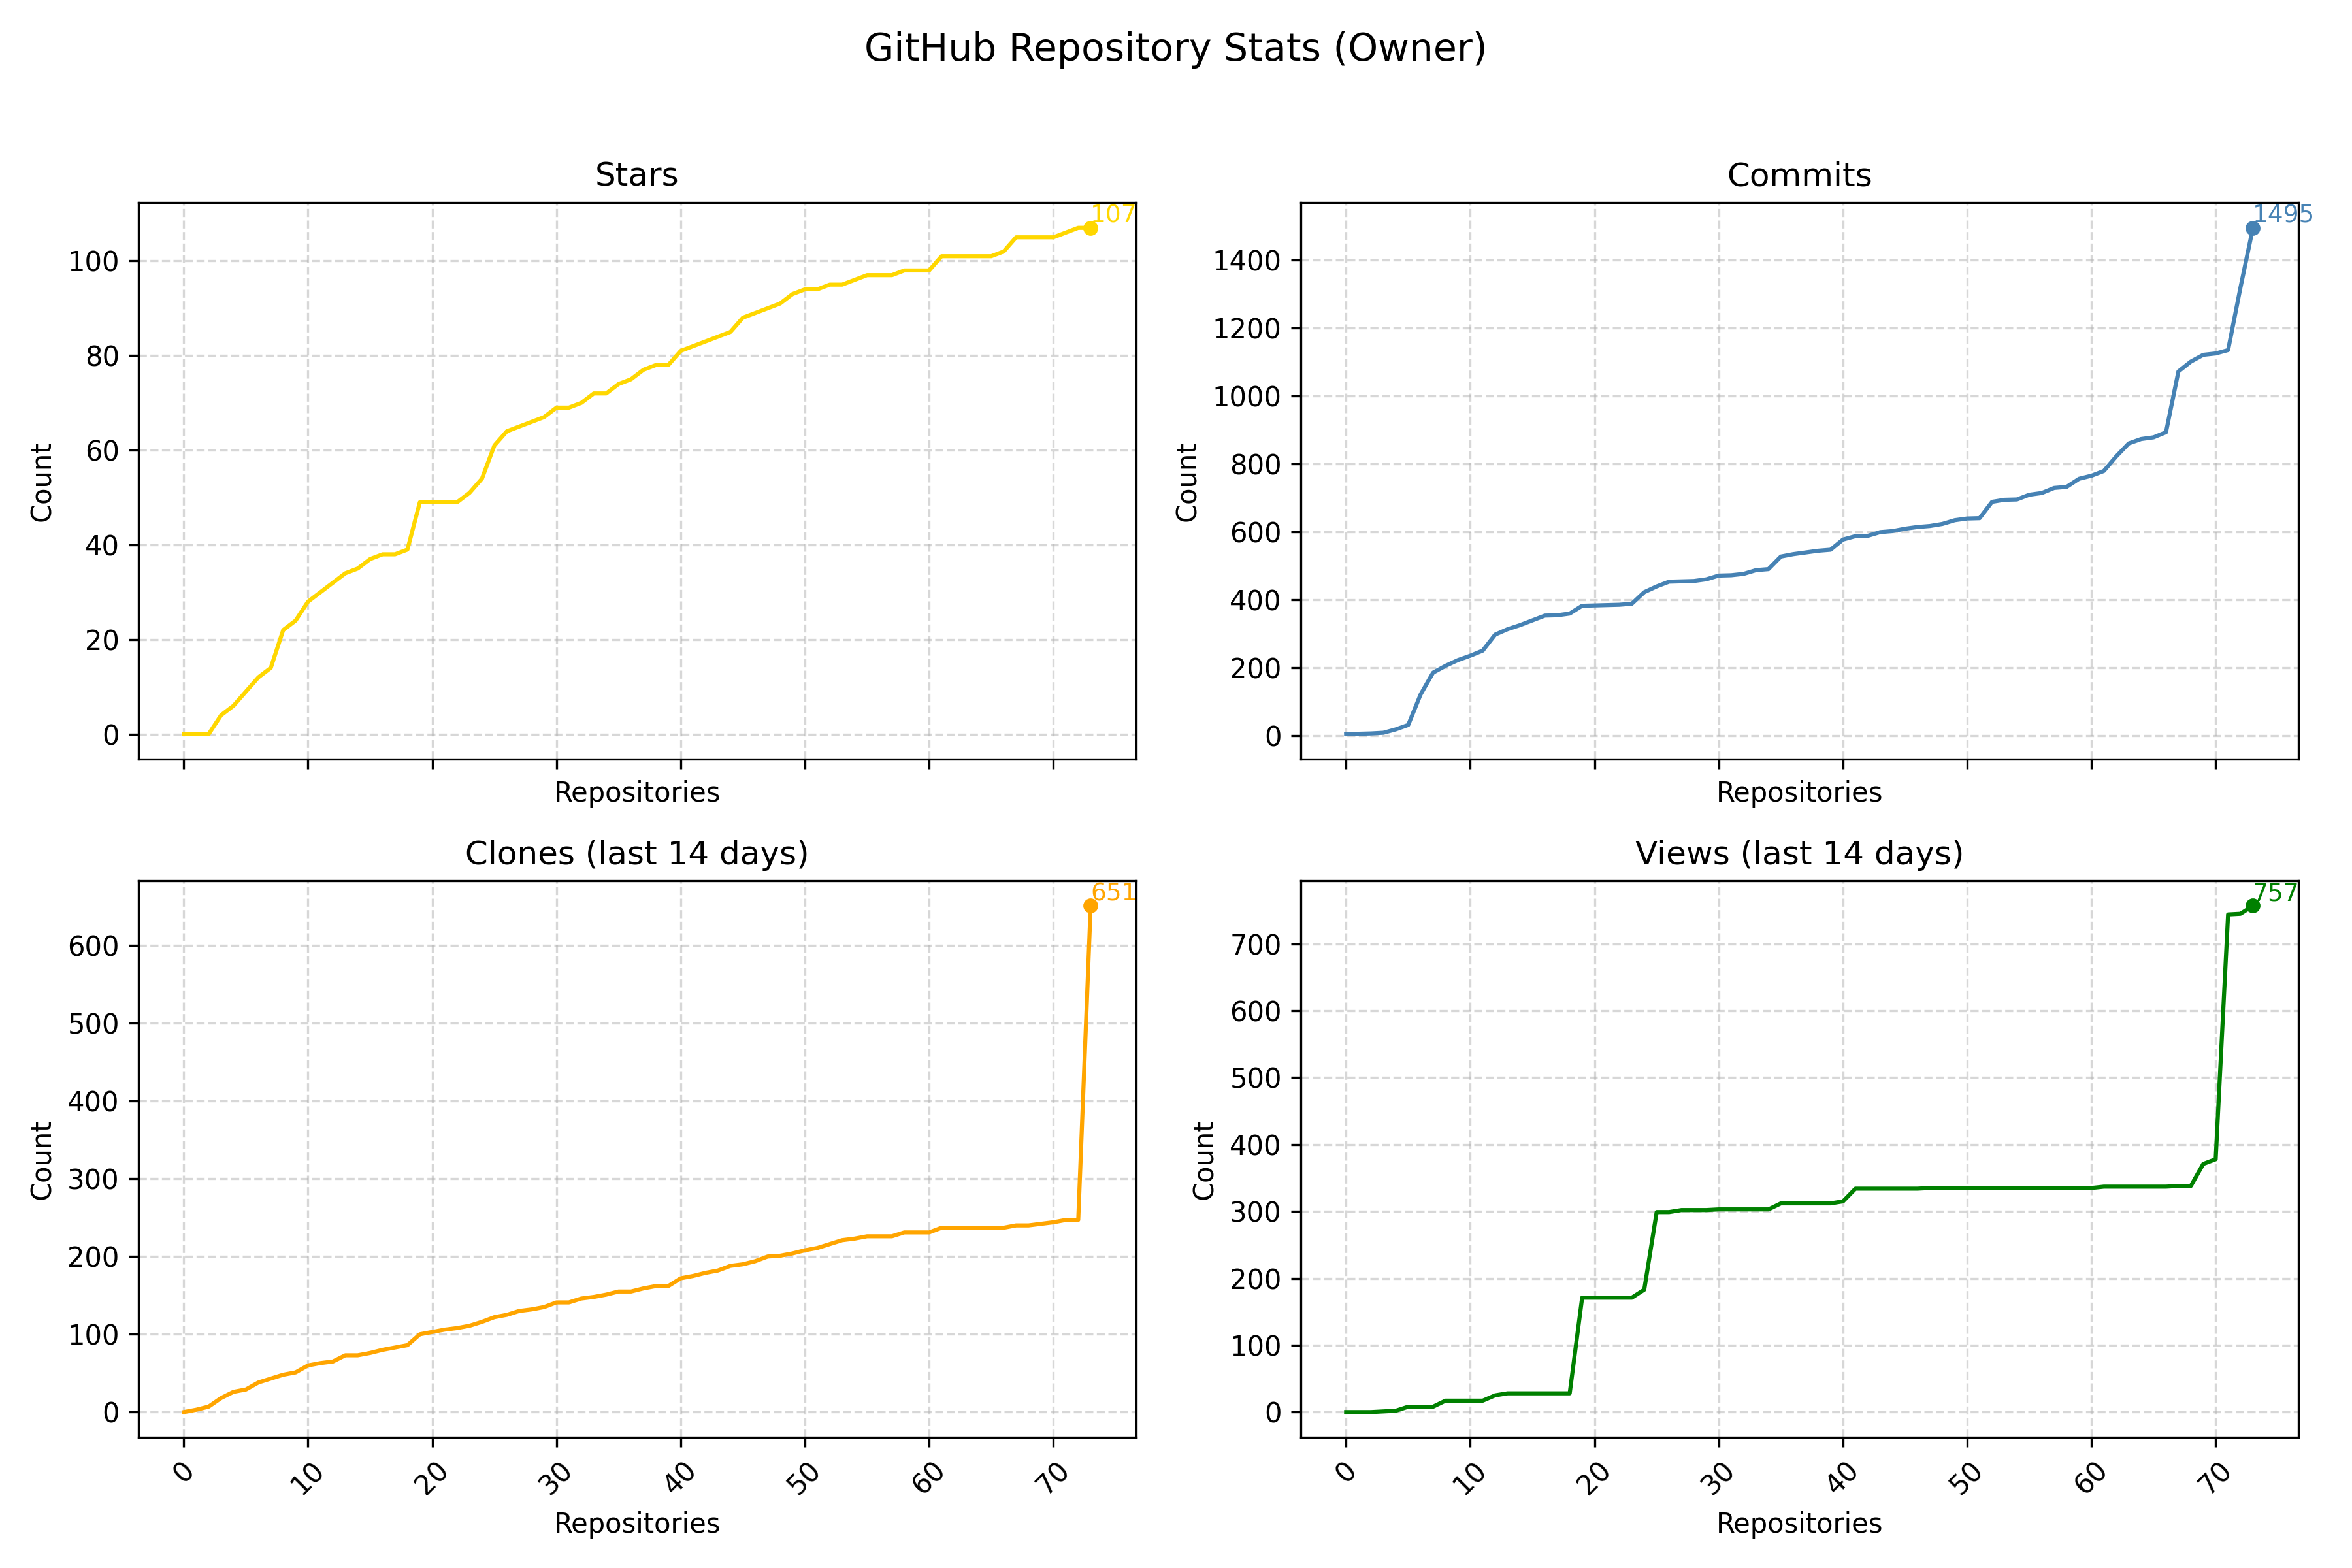 GitHub Repository Stats (Owner)
Stars
107
100
80
60
40
20
0
Count
Repositories
Commits
1495
1400
1200
1000
800
600
400
200
0
Count
Repositories
Clones (last 14 days)
651
600
500
400
300
200
100
0
Count
0 10 20 30 40 50 60 70
Repositories
Views (last 14 days)
757
700
600
500
400
300
200
100
0
Count
0 10 20 30 40 50 60 70
Repositories